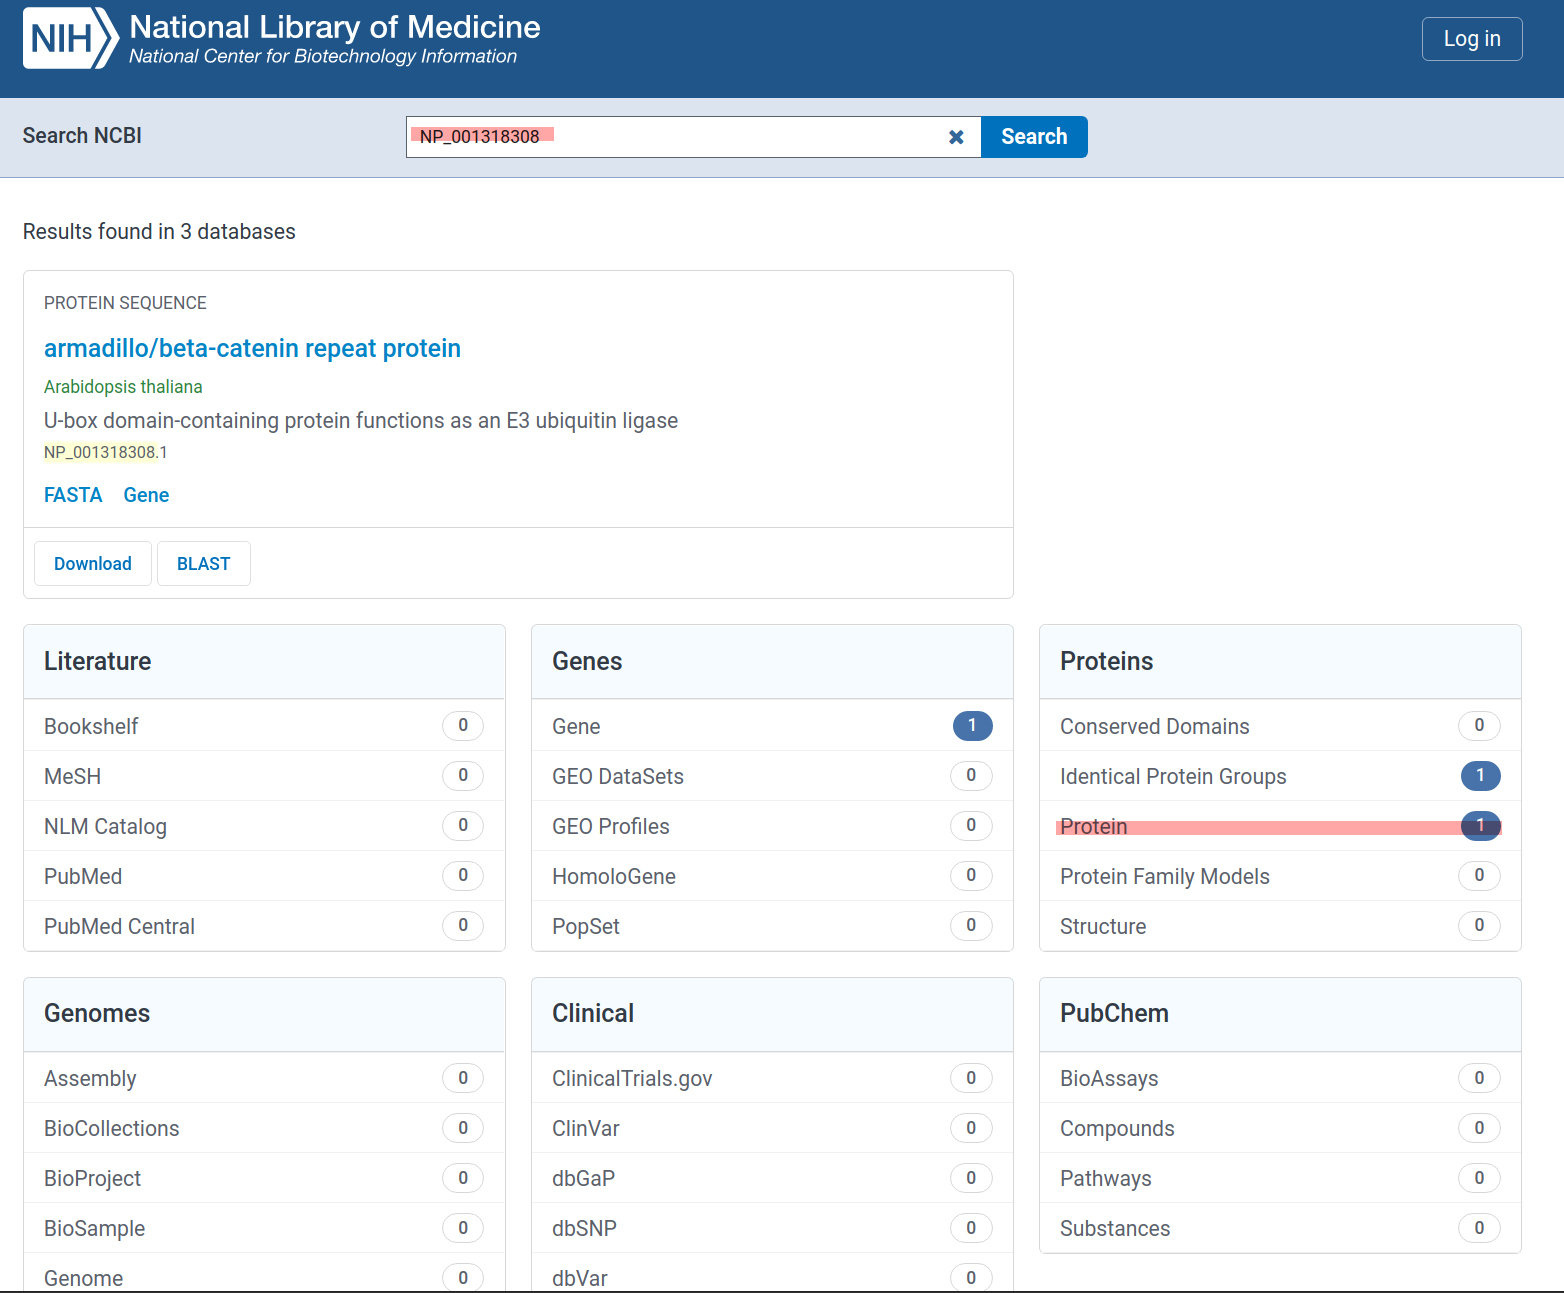 NIH National Library of Medicine
National Center for Biotechnology Information
Log in
Search NCBI
NP_001318308
Search
Results found in 3 databases
PROTEIN SEQUENCE
armadillo/beta-catenin repeat protein
Arabidopsis thaliana
U-box domain-containing protein functions as an E3 ubiquitin ligase
NP_001318308.1
FASTA Gene
Download BLAST
Literature
Bookshelf 0
MeSH 0
NLM Catalog 0
PubMed 0
PubMed Central 0
Genes
Gene 1
GEO DataSets 0
GEO Profiles 0
HomoloGene 0
PopSet 0
Proteins
Conserved Domains 0
Identical Protein Groups 1
Protein 1
Protein Family Models 0
Structure 0
Genomes
Assembly 0
BioCollections 0
BioProject 0
BioSample 0
Genome 0
Clinical
ClinicalTrials.gov 0
ClinVar 0
dbGaP 0
dbSNP 0
dbVar 0
PubChem
BioAssays 0
Compounds 0
Pathways 0
Substances 0